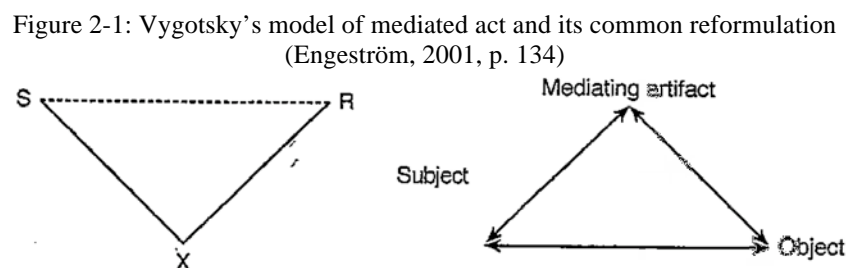 Figure 2-1: Vygotsky’s model of mediated act and its common reformulation
(Engeström, 2001, p. 134)
Mediating artifact
S R
Subject
X
Object